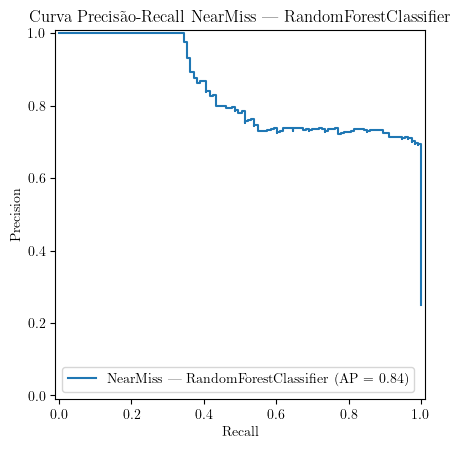 Curva Precisão-Recall NearMiss — RandomForestClassifier
1.0
0.8
0.6
0.4
0.2
0.0
Precision
NearMiss — RandomForestClassifier (AP = 0.84)
0.0 0.2 0.4 0.6 0.8 1.0
Recall